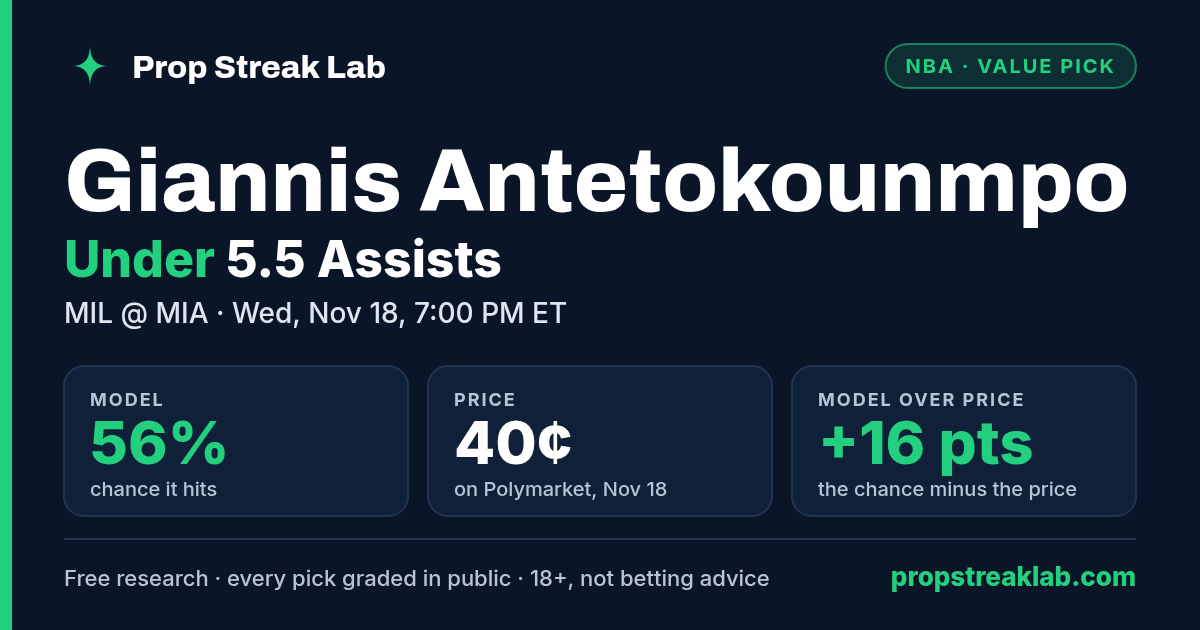 Prop Streak Lab
NBA · VALUE PICK
Giannis Antetokounmpo
Under 5.5 Assists
MIL @ MIA · Wed, Nov 18, 7:00 PM ET
MODEL
56%
chance it hits
PRICE
40¢
on Polymarket, Nov 18
MODEL OVER PRICE
+16 pts
the chance minus the price
Free research · every pick graded in public · 18+, not betting advice
propstreaklab.com